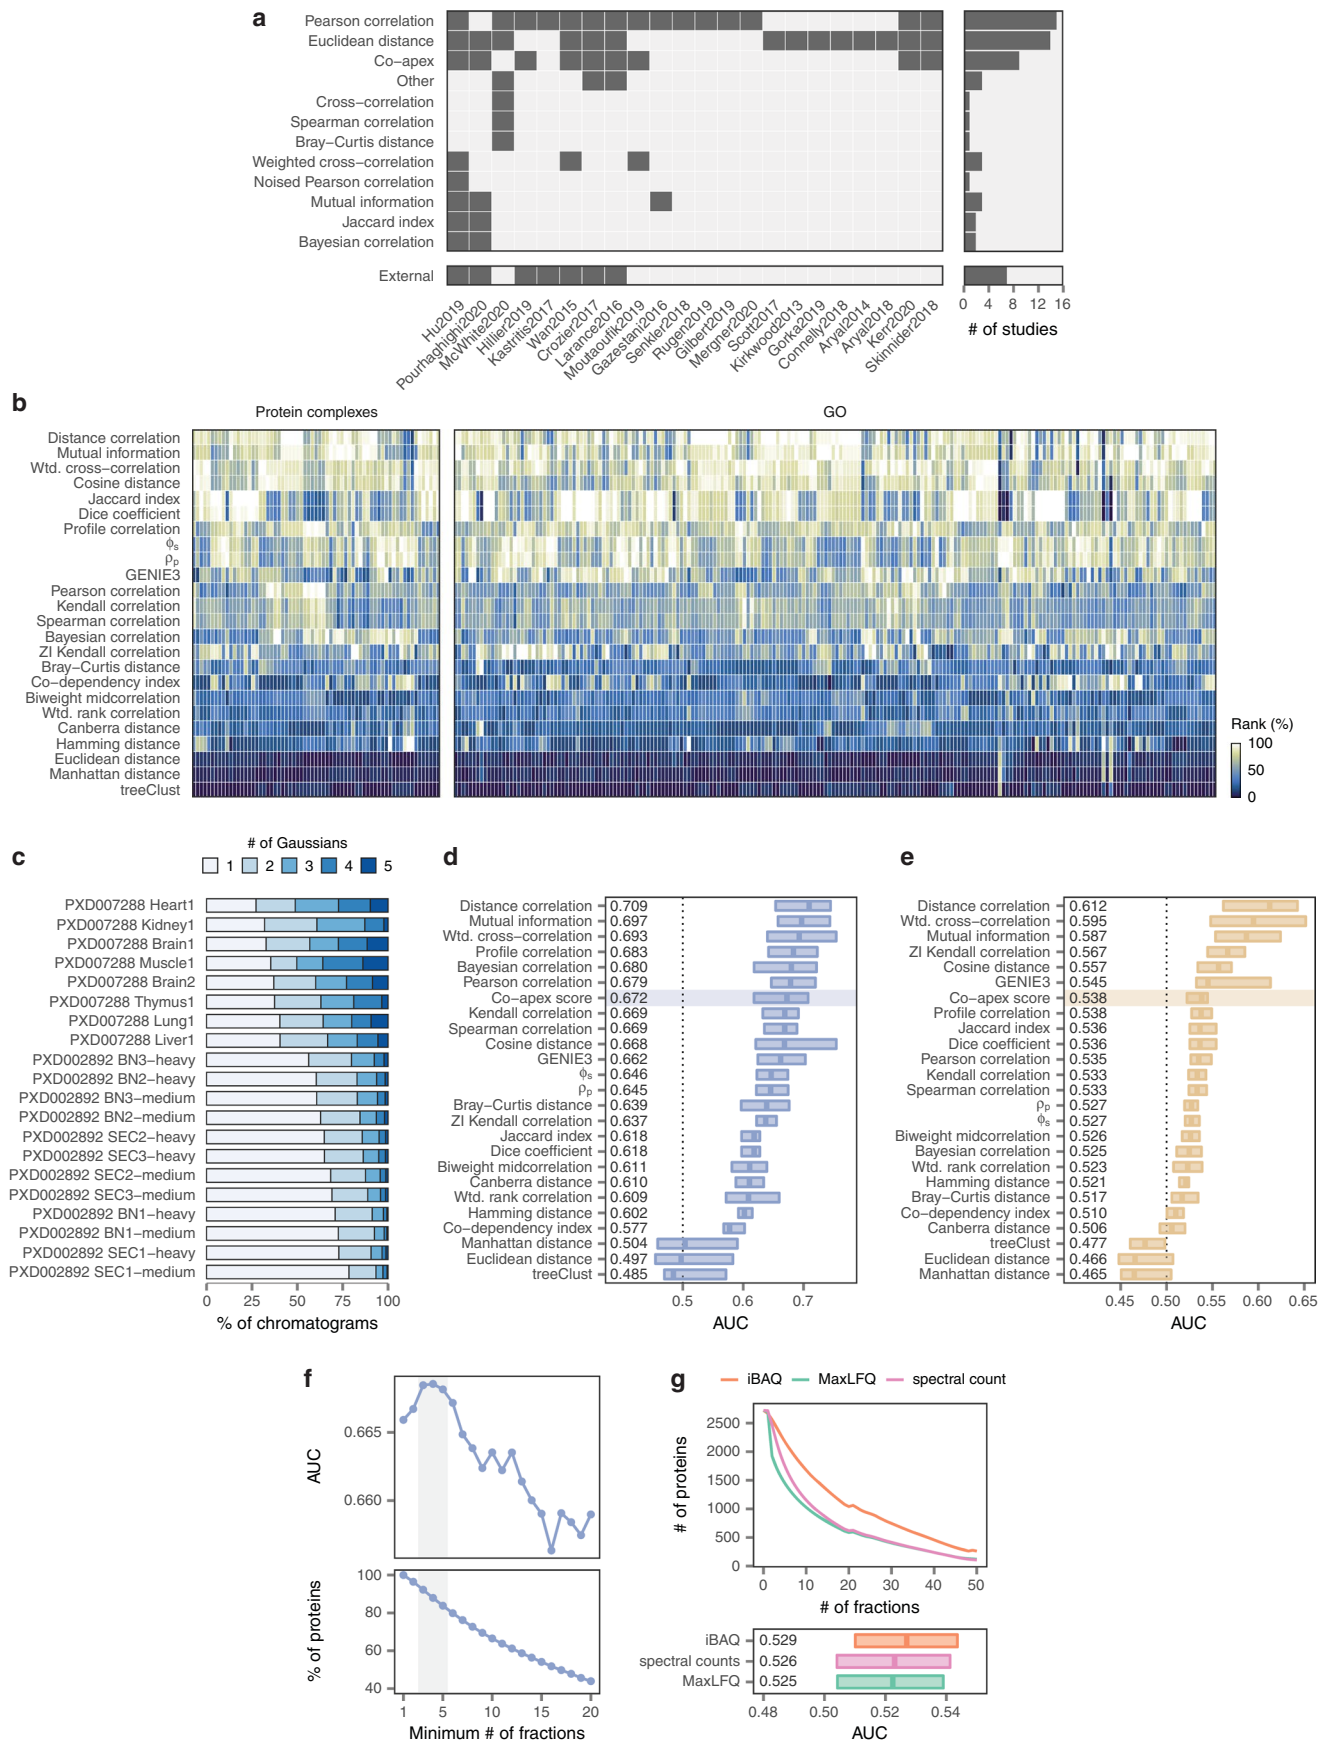 a
Pearson correlation
Euclidean distance
Co−apex
Other
Cross−correlation
Spearman correlation
Bray−Curtis distance
Weighted cross−correlation
Noised Pearson correlation
Mutual information
Jaccard index
Bayesian correlation
External
Hu2019
Pourhaghighi2020
McWhite2020
Hillier2019
Kastritis2017
Wan2015
Crozier2017
Larance2016
Moutaoufik2019
Gazestani2016
Senkler2018
Rugen2019
Gilbert2019
Mergner2020
Scott2017
Kirkwood2013
Gorka2019
Connelly2018
Aryal2014
Aryal2018
Kerr2020
Skinnider2018
0 4 8 12 16
# of studies
b
Protein complexes
GO
Distance correlation
Mutual information
Wtd. cross−correlation
Cosine distance
Jaccard index
Dice coefficient
Profile correlation
ϕs
ρp
GENIE3
Pearson correlation
Kendall correlation
Spearman correlation
Bayesian correlation
ZI Kendall correlation
Bray−Curtis distance
Co−dependency index
Biweight midcorrelation
Wtd. rank correlation
Canberra distance
Hamming distance
Euclidean distance
Manhattan distance
treeClust
Rank (%)
100
50
0
c
# of Gaussians
1 2 3 4 5
PXD007288 Heart1
PXD007288 Kidney1
PXD007288 Brain1
PXD007288 Muscle1
PXD007288 Brain2
PXD007288 Thymus1
PXD007288 Lung1
PXD007288 Liver1
PXD002892 BN3−heavy
PXD002892 BN2−heavy
PXD002892 BN3−medium
PXD002892 BN2−medium
PXD002892 SEC2−heavy
PXD002892 SEC3−heavy
PXD002892 SEC2−medium
PXD002892 SEC3−medium
PXD002892 BN1−heavy
PXD002892 BN1−medium
PXD002892 SEC1−heavy
PXD002892 SEC1−medium
0 25 50 75 100
% of chromatograms
d
Distance correlation 0.709
Mutual information 0.697
Wtd. cross−correlation 0.693
Profile correlation 0.683
Bayesian correlation 0.680
Pearson correlation 0.679
Co−apex score 0.672
Kendall correlation 0.669
Spearman correlation 0.669
Cosine distance 0.668
GENIE3 0.662
ϕs 0.646
ρp 0.645
Bray−Curtis distance 0.639
ZI Kendall correlation 0.637
Jaccard index 0.618
Dice coefficient 0.618
Biweight midcorrelation 0.611
Canberra distance 0.610
Wtd. rank correlation 0.609
Hamming distance 0.602
Co−dependency index 0.577
Manhattan distance 0.504
Euclidean distance 0.497
treeClust 0.485
0.5 0.6 0.7
AUC
e
Distance correlation 0.612
Wtd. cross−correlation 0.595
Mutual information 0.587
ZI Kendall correlation 0.567
Cosine distance 0.557
GENIE3 0.545
Co−apex score 0.538
Profile correlation 0.538
Jaccard index 0.536
Dice coefficient 0.536
Pearson correlation 0.535
Kendall correlation 0.533
Spearman correlation 0.533
ρp 0.527
ϕs 0.527
Biweight midcorrelation 0.526
Bayesian correlation 0.525
Wtd. rank correlation 0.523
Hamming distance 0.521
Bray−Curtis distance 0.517
Co−dependency index 0.510
Canberra distance 0.506
treeClust 0.477
Euclidean distance 0.466
Manhattan distance 0.465
0.45 0.50 0.55 0.60 0.65
AUC
f
AUC
0.665
0.660
% of proteins
100
80
60
40
1 5 10 15 20
Minimum # of fractions
g
iBAQ MaxLFQ spectral count
# of proteins
2500
2000
1500
1000
500
0
0 10 20 30 40 50
# of fractions
iBAQ 0.529
spectral counts 0.526
MaxLFQ 0.525
0.48 0.50 0.52 0.54
AUC